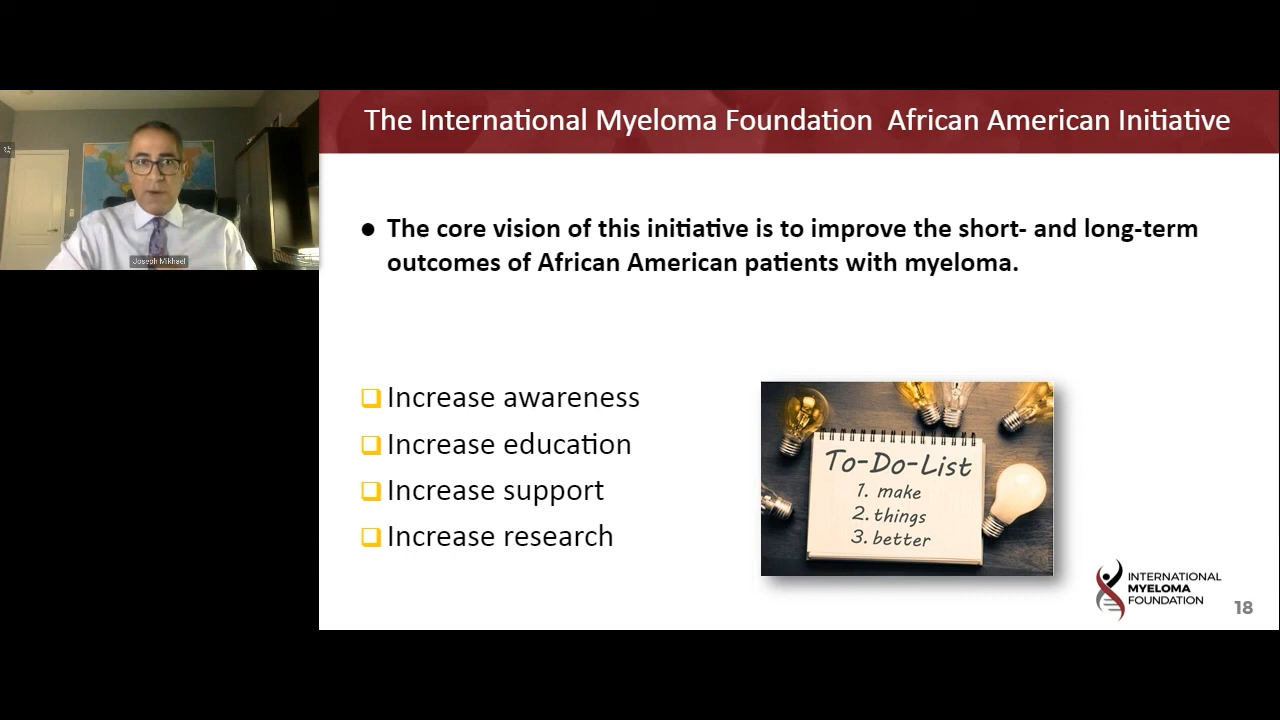 The International Myeloma Foundation  African American Initiative
Joseph Mikhael
● The core vision of this initiative is to improve the short- and long-term
outcomes of African American patients with myeloma.
❑ Increase awareness
❑ Increase education
❑ Increase support
❑ Increase research
To-Do-List
1. make
2. things
3. better
INTERNATIONAL
MYELOMA
FOUNDATION
18